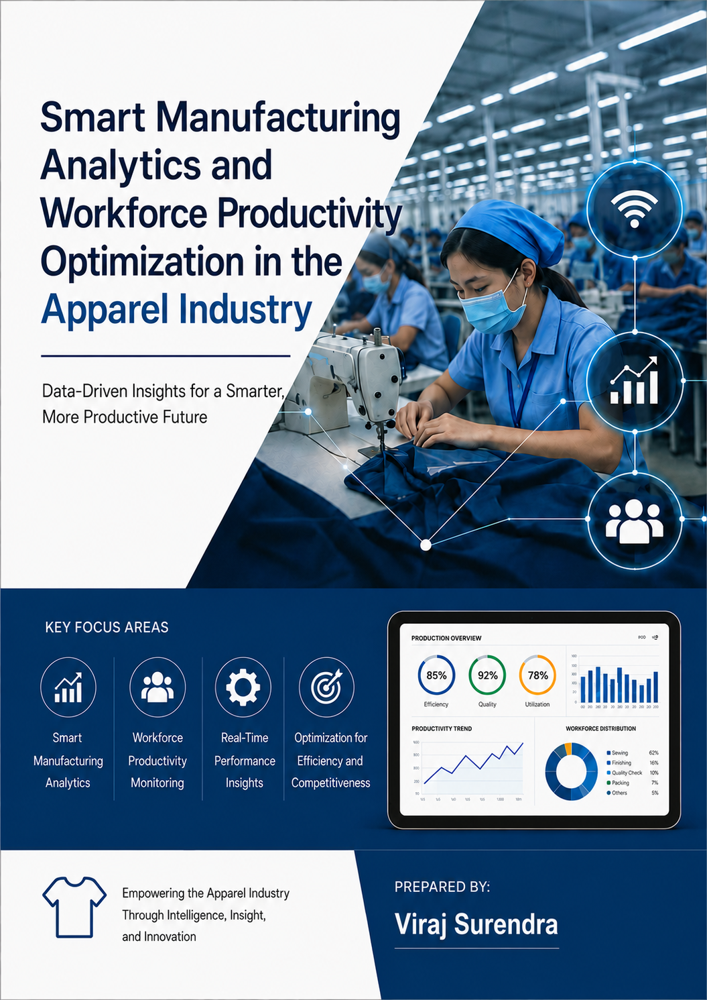 Smart Manufacturing
Analytics and
Workforce Productivity
Optimization in the
Apparel Industry
Data-Driven Insights for a Smarter,
More Productive Future
KEY FOCUS AREAS
Smart
Manufacturing
Analytics
Workforce
Productivity
Monitoring
Real-Time
Performance
Insights
Optimization for
Efficiency and
Competitiveness
PRODUCTION OVERVIEW
85%
Efficiency
92%
Quality
78%
Utilization
PRODUCTIVITY TREND
WORKFORCE DISTRIBUTION
Sewing 62%
Finishing 16%
Quality Check 10%
Packing 7%
Others 5%
Empowering the Apparel Industry
Through Intelligence, Insight,
and Innovation
PREPARED BY:
Viraj Surendra